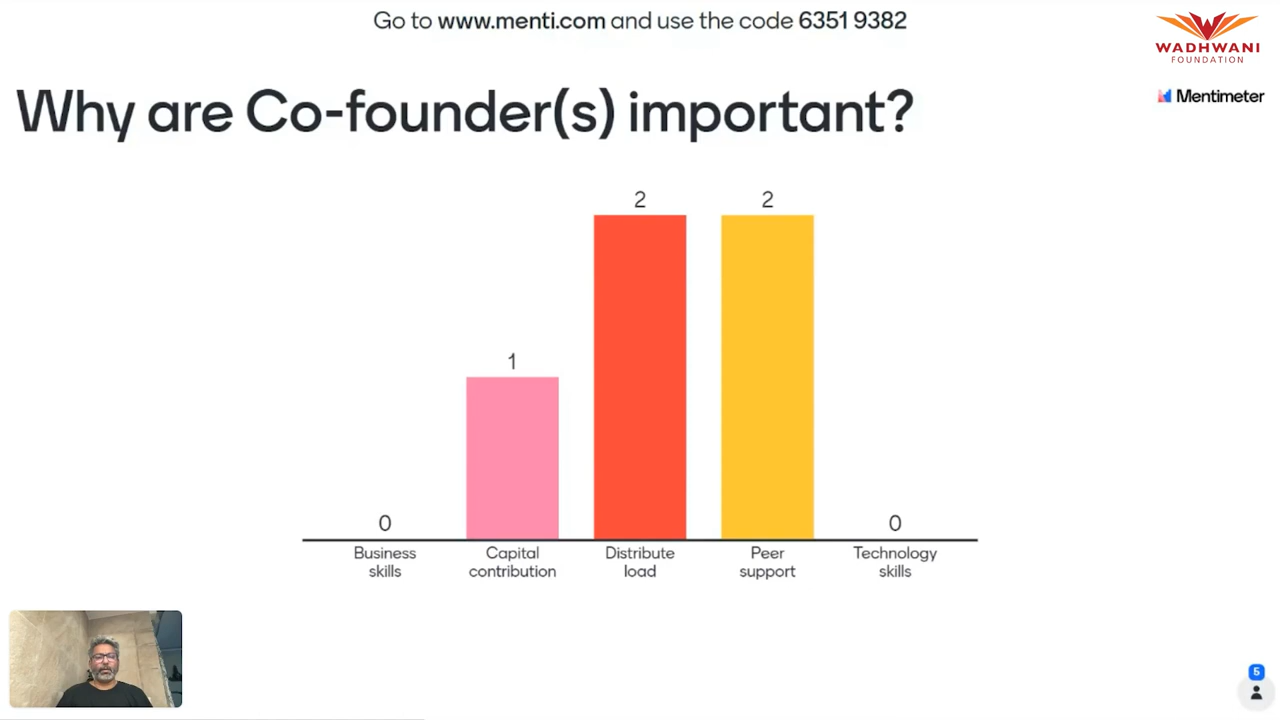 Go to www.menti.com and use the code 6351 9382
WADHWANI
FOUNDATION
Mentimeter
Why are Co-founder(s) important?
0
1
2
2
0
Business
skills
Capital
contribution
Distribute
load
Peer
support
Technology
skills
5